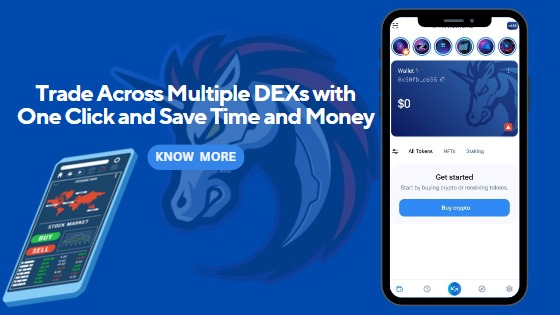 Trade Across Multiple DEXs with
One Click and Save Time and Money
KNOW MORE
STOCK MARKET
BUY
SELL
Wallet 1
$0
All Tokens NFTs Staking
Get started
Start by buying crypto or receiving tokens.
Buy crypto